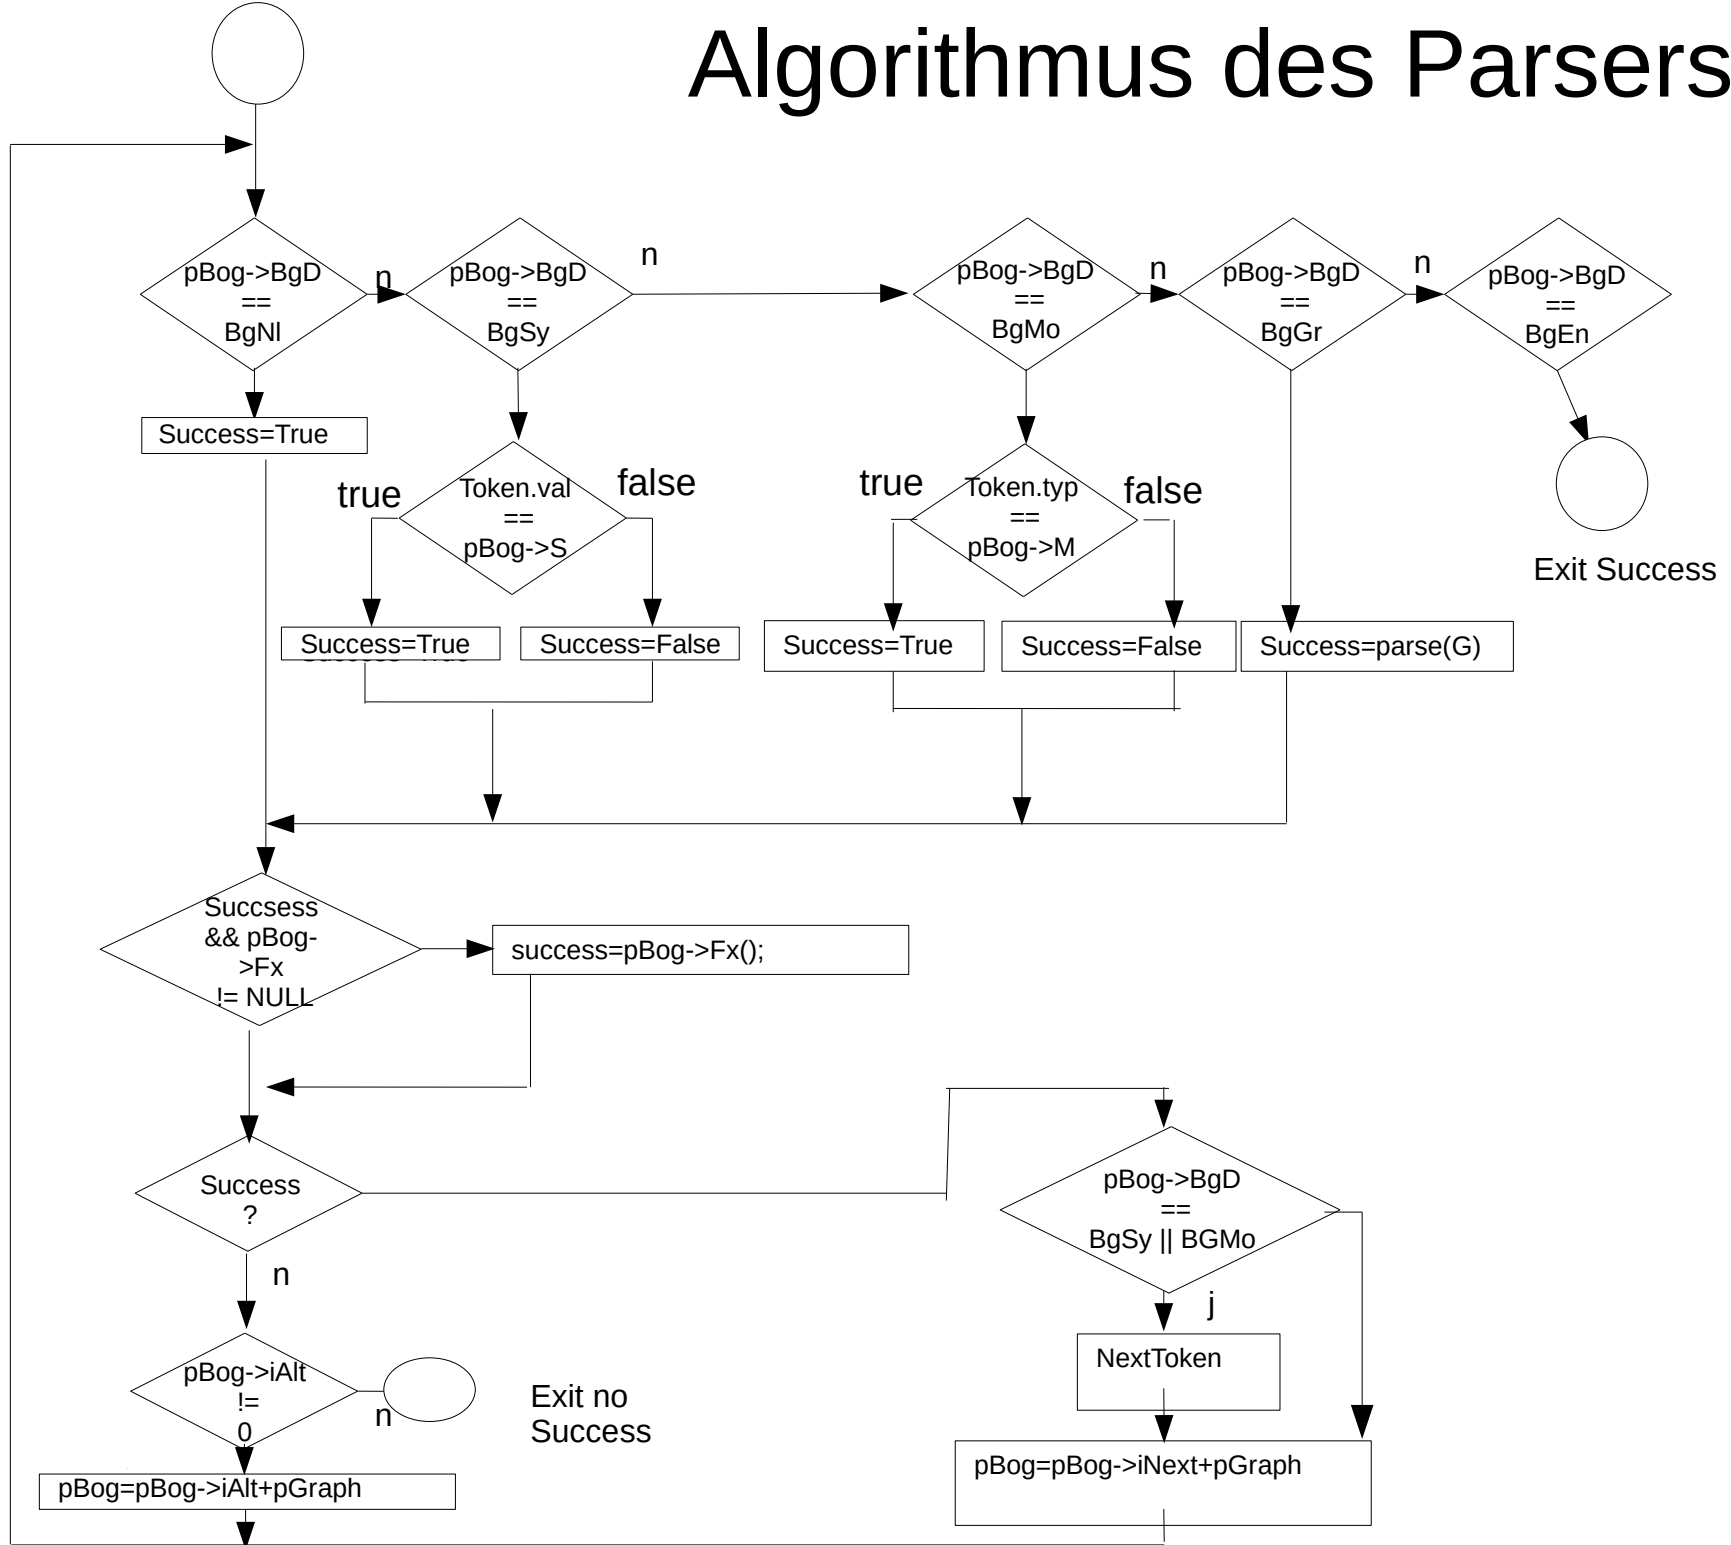 Algorithmus des Parsers
pBog->BgD
==
BgNl
n
pBog->BgD
==
BgSy
n
pBog->BgD
==
BgMo
n
pBog->BgD
==
BgGr
n
pBog->BgD
==
BgEn
Success=True
true
Token.val
==
pBog->S
false
true
Token.typ
==
pBog->M
false
Exit Success
Success=True
Success=False
Success=True
Success=False
Success=parse(G)
Succsess
&& pBog-
>Fx
!= NULL
success=pBog->Fx();
Success
?
n
pBog->BgD
==
BgSy || BGMo
j
NextToken
pBog->iAlt
!=
0
n
Exit no
Success
pBog=pBog->iNext+pGraph
pBog=pBog->iAlt+pGraph